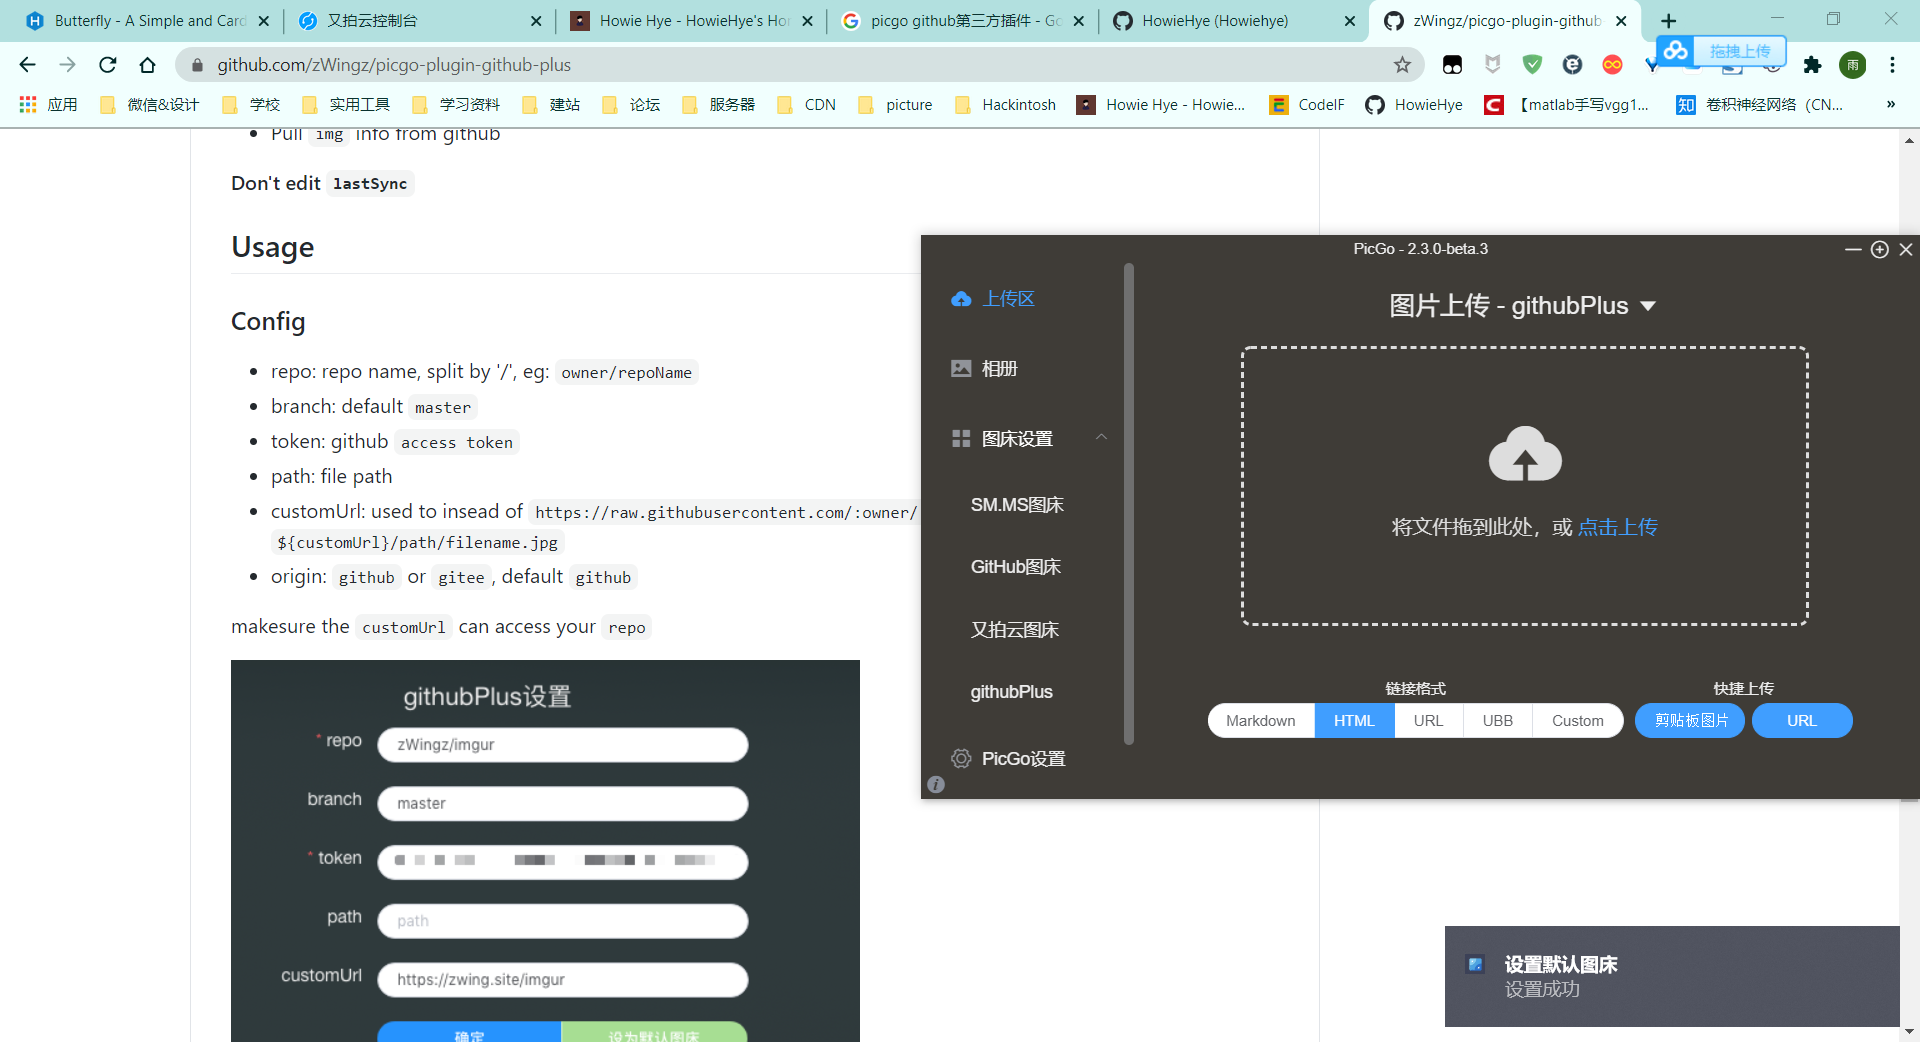 Butterfly - A Simple and Card
又拍云控制台
Howie Hye - HowieHye's Ho
picgo github第三方插件 - Go
HowieHye (Howiehye)
zWingz/picgo-plugin-github-
拖拽上传
github.com/zWingz/picgo-plugin-github-plus
雨
应用
微信&设计
学校
实用工具
学习资料
建站
论坛
服务器
CDN
picture
Hackintosh
Howie Hye - Howie...
CodeIF
HowieHye
【matlab手写vgg1...
知
卷积神经网络（CN...
»
Pull img info from github
Don't edit lastSync
Usage
Config
repo: repo name, split by '/', eg: owner/repoName
branch: default master
token: github access token
path: file path
customUrl: used to insead of https://raw.githubusercontent.com/:owner/
${customUrl}/path/filename.jpg
origin: github or gitee, default github
makesure the customUrl can access your repo
githubPlus设置
* repo
zWingz/imgur
branch
master
* token
path
path
customUrl
https://zwing.site/imgur
确定
设为默认图床
PicGo - 2.3.0-beta.3
上传区
相册
图床设置
SM.MS图床
GitHub图床
又拍云图床
githubPlus
PicGo设置
图片上传 - githubPlus
将文件拖到此处，或 点击上传
链接格式
快捷上传
Markdown
HTML
URL
UBB
Custom
剪贴板图片
URL
设置默认图床
设置成功